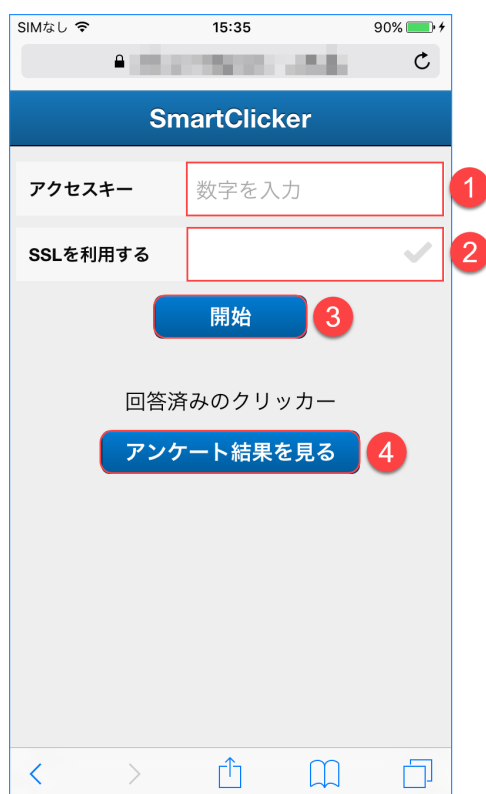 SIMなし 15:35 90%
SmartClicker
アクセスキー 数字を入力 1
SSLを利用する 2
開始 3
回答済みのクリッカー
アンケート結果を見る 4